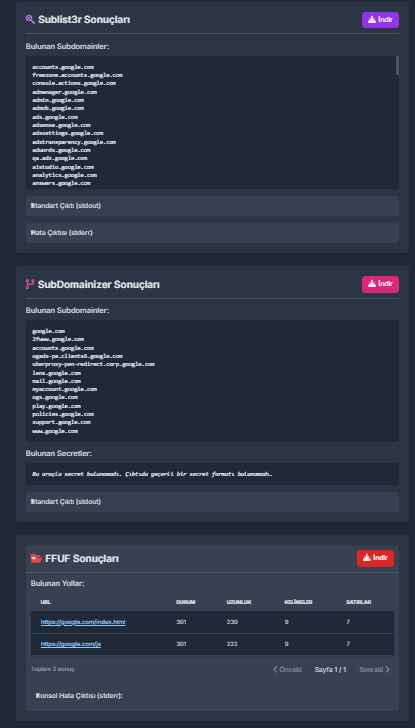 Sublist3r Sonuçları
İndir
Bulunan Subdomainler:
accounts.google.com
freezone.accounts.google.com
console.actions.google.com
admanager.google.com
admin.google.com
admob.google.com
ads.google.com
adsense.google.com
adssettings.google.com
adstransparency.google.com
adwords.google.com
qa.adz.google.com
aistudio.google.com
analytics.google.com
answers.google.com
Standart Çıktı (stdout)
Hata Çıktısı (stderr)
SubDomainizer Sonuçları
İndir
Bulunan Subdomainler:
google.com
2fwww.google.com
accounts.google.com
ogads-pa.clients6.google.com
uberproxy-pen-redirect.corp.google.com
lens.google.com
mail.google.com
myaccount.google.com
ogs.google.com
play.google.com
policies.google.com
support.google.com
www.google.com
Bulunan Secretler:
Bu araçla secret bulunamadı. Çıktıda geçerli bir secret formatı bulunamadı.
Standart Çıktı (stdout)
FFUF Sonuçları
İndir
Bulunan Yollar:
URL DURUM UZUNLUK KELİMELER SATIRLAR
https://google.com/index.html 301 230 9 7
https://google.com/js 301 222 9 7
Toplam 2 sonuç
Önceki Sayfa 1 / 1 Sonraki
Konsol Hata Çıktısı (stderr):